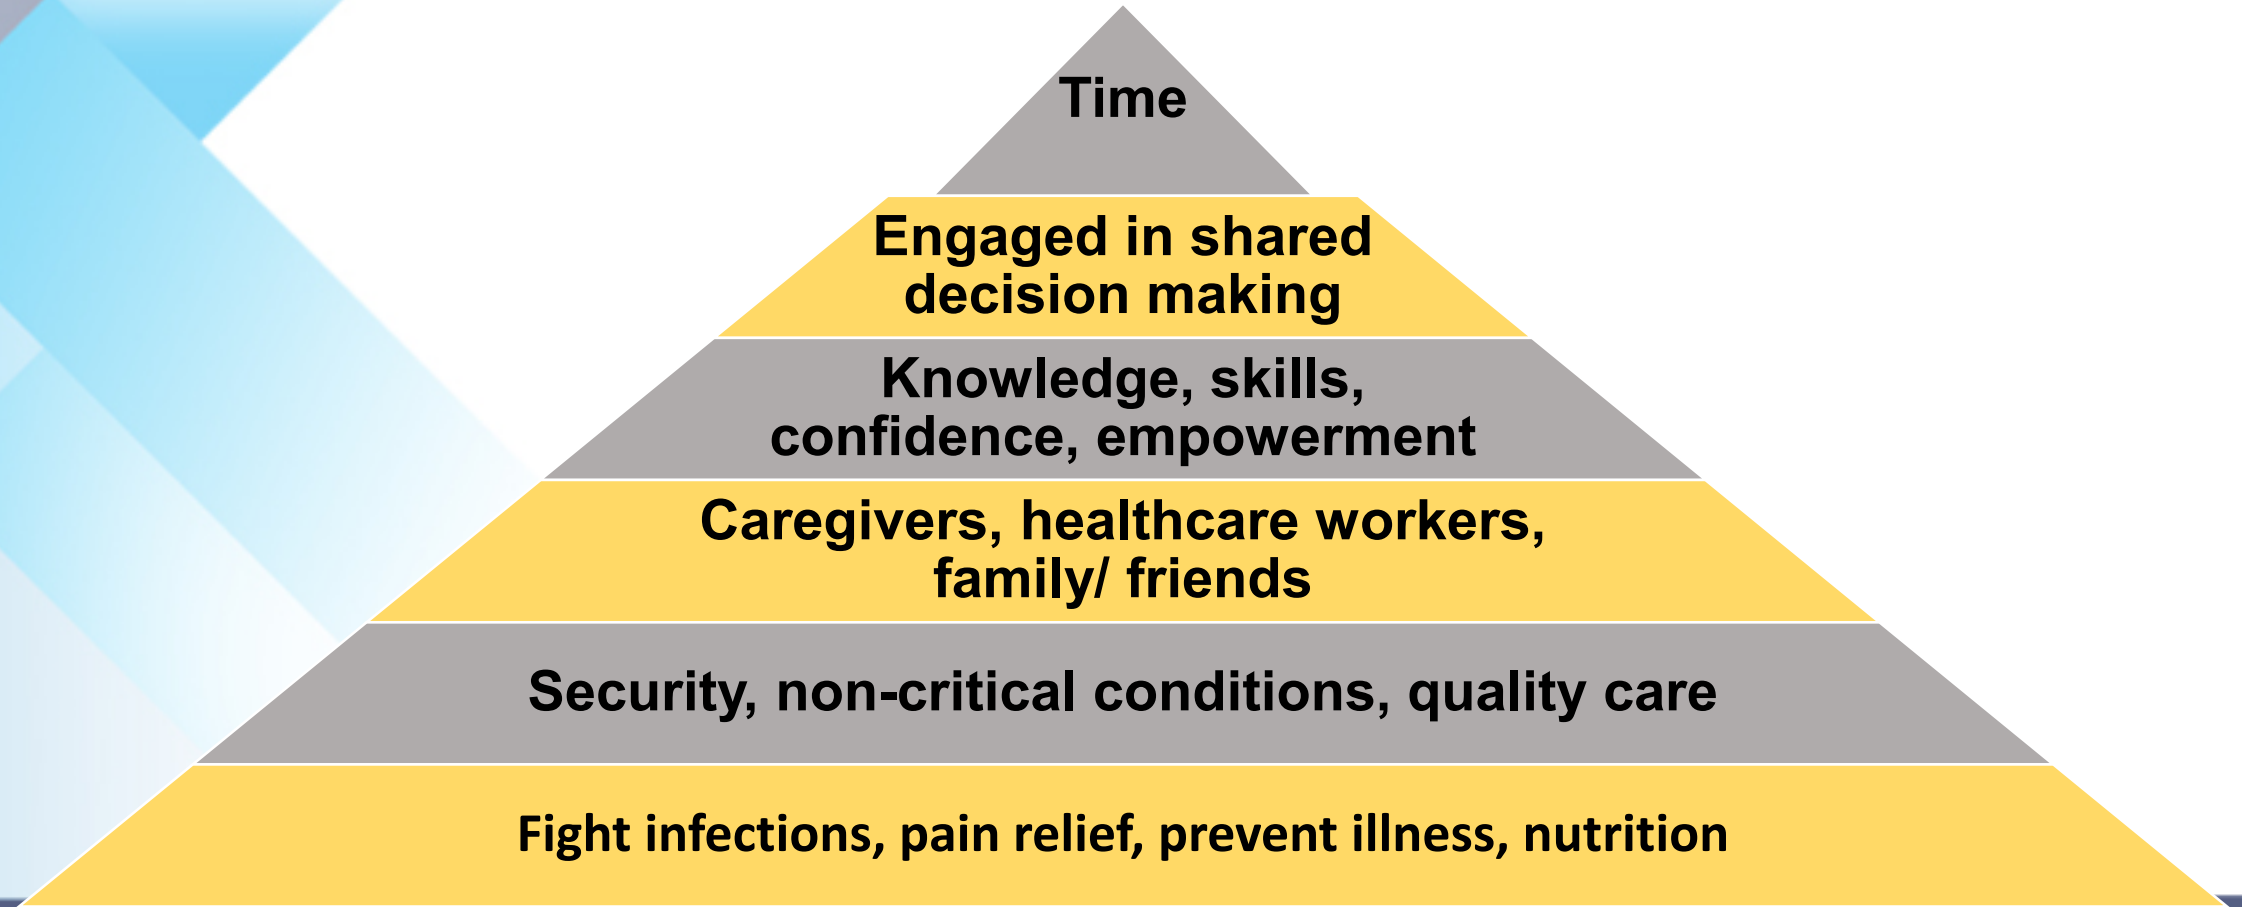 Time
Engaged in shared
decision making
Knowledge, skills,
confidence, empowerment
Caregivers, healthcare workers,
family/ friends
Security, non-critical conditions, quality care
Fight infections, pain relief, prevent illness, nutrition